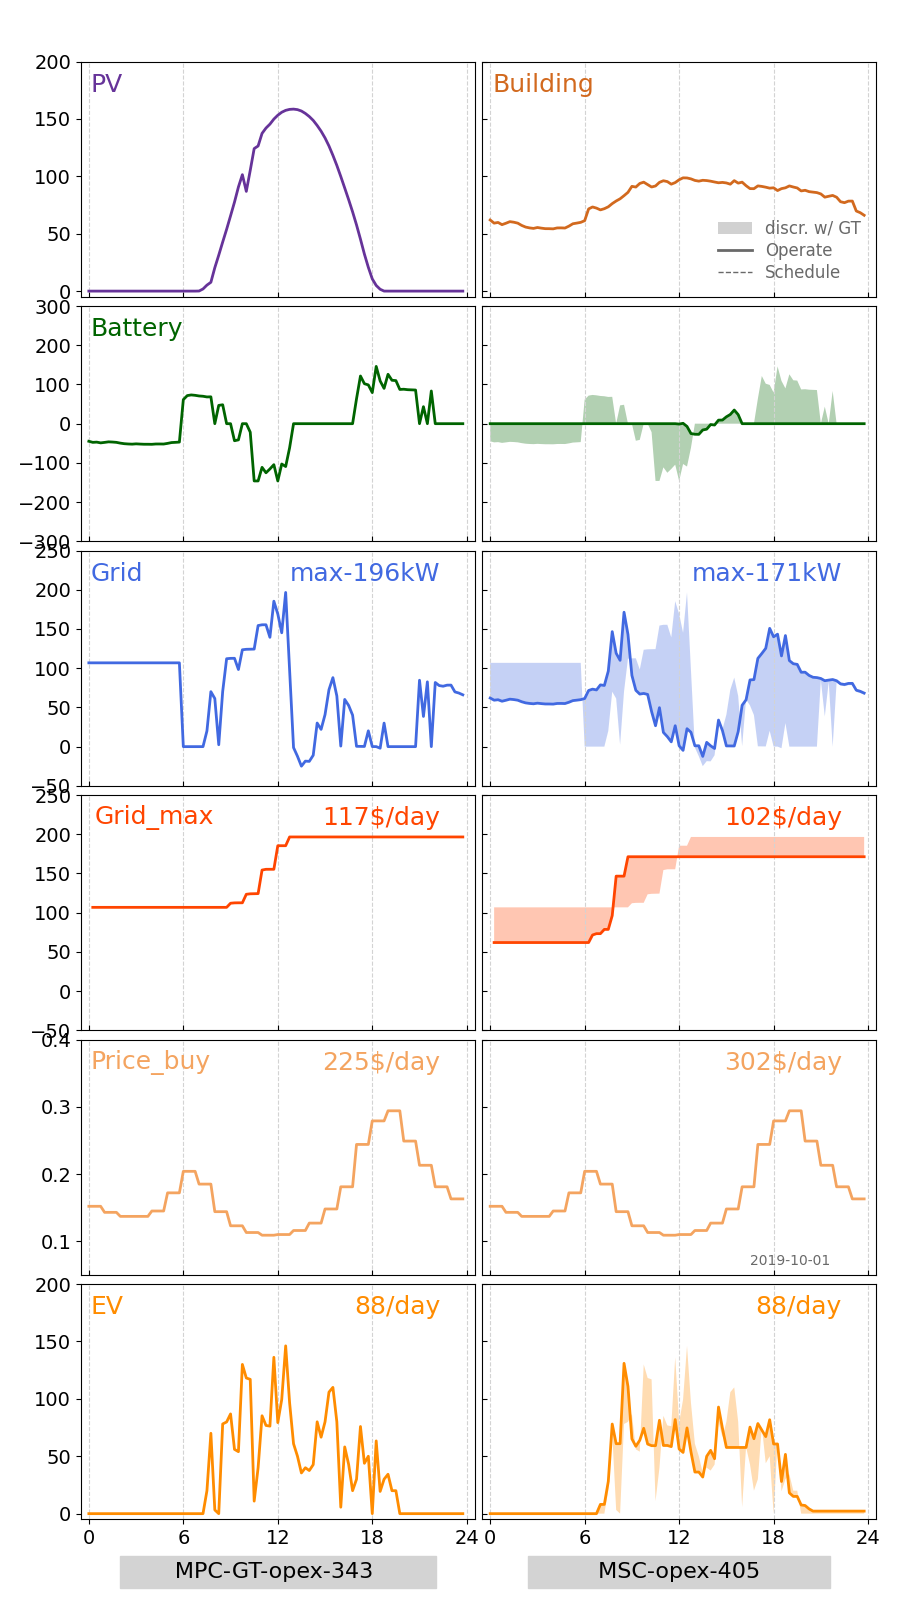 200
150
100
50
0
PV
Building
discr. w/ GT
Operate
Schedule
300
200
100
0
−100
−200
−300
Battery
250
200
150
100
50
0
−50
Grid
max-196kW
max-171kW
250
200
150
100
50
0
−50
Grid_max
117$/day
102$/day
0.4
0.3
0.2
0.1
Price_buy
225$/day
302$/day
2019-10-01
200
150
100
50
0
EV
88/day
88/day
0 6 12 18 24
0 6 12 18 24
MPC-GT-opex-343
MSC-opex-405